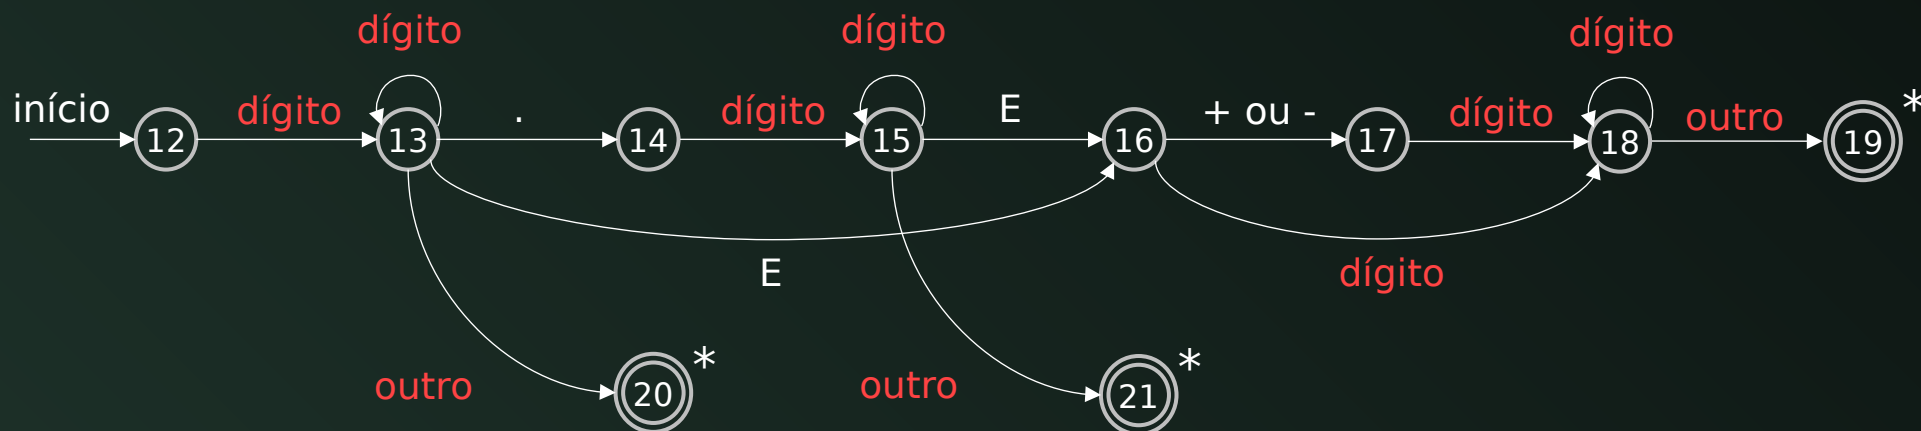 dígito dígito dígito
início dígito . dígito E + ou - dígito outro *
12 13 14 15 16 17 18 19
E dígito
outro 20 * outro 21 *